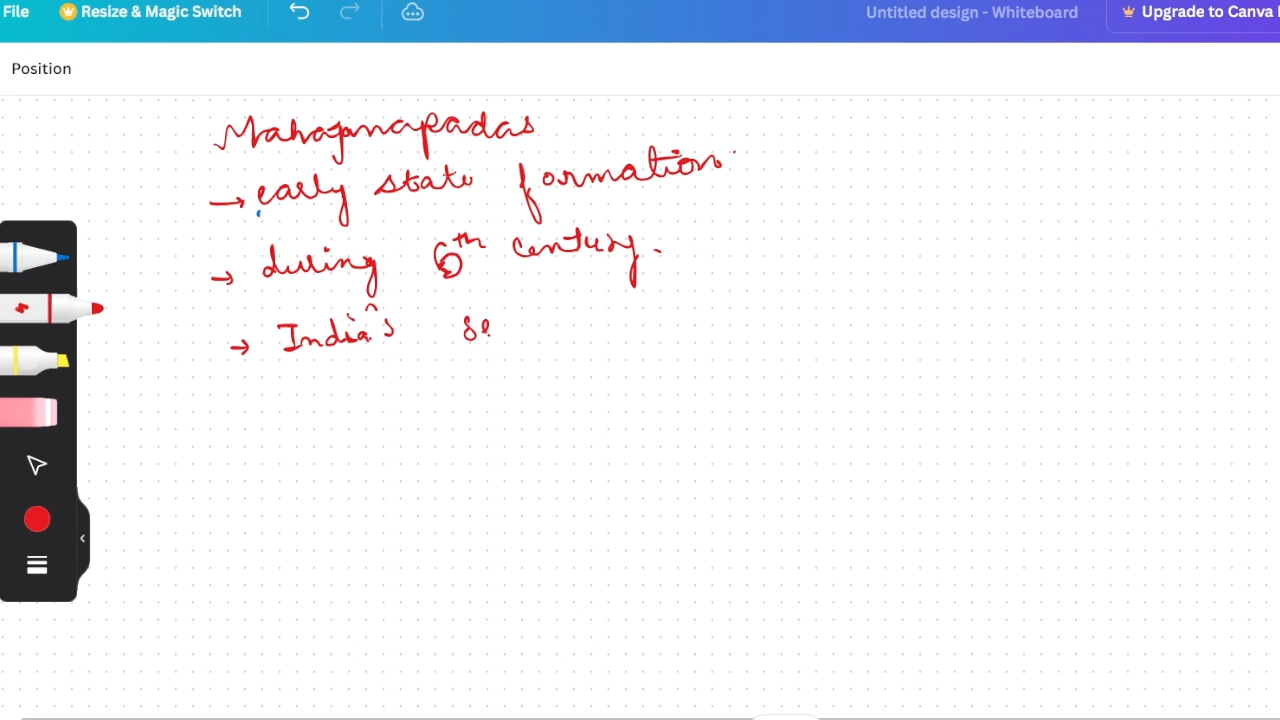 File Resize & Magic Switch Untitled design - Whiteboard Upgrade to Canva
Position
Mahajanapadas
→ early state formation.
→ during 6th century.
→ India's se